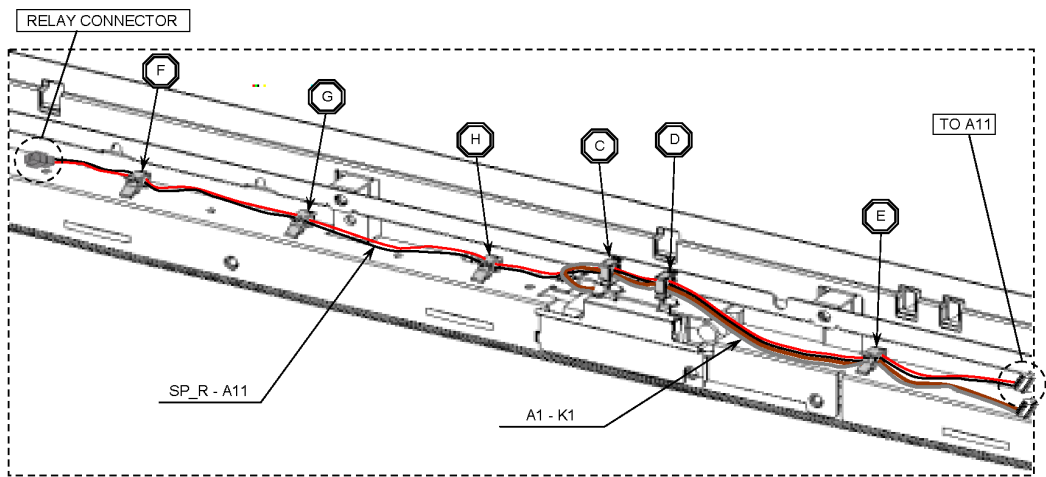 RELAY CONNECTOR
F
G
H
C
D
TO A11
E
SP_R - A11
A1 - K1